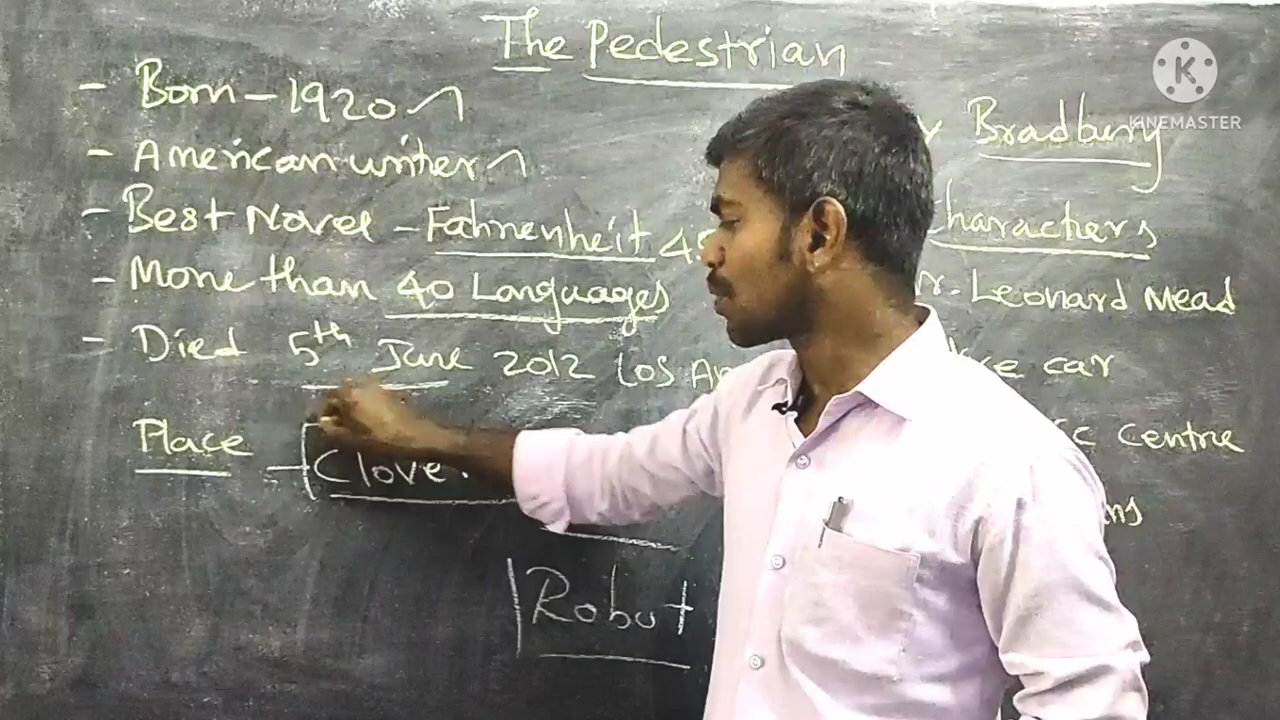 The Pedestrian
- Born - 1920
- American writer
- Best Novel - Fahrenheit 45
- More than 40 Languages
- Died 5th June 2012 Los
Place - Clove.
Robot
Bradbury
Characters
Leonard Mead
car
Centre
KINEMASTER